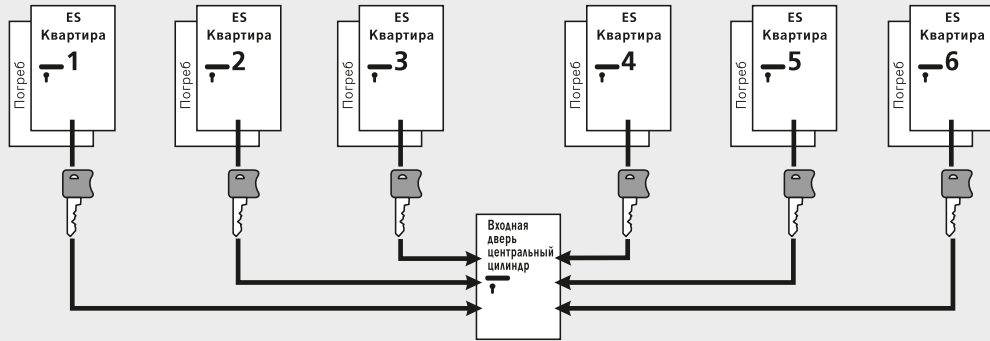 Погреб
ES
Квартира
1
Погреб
ES
Квартира
2
Погреб
ES
Квартира
3
Погреб
ES
Квартира
4
Погреб
ES
Квартира
5
Погреб
ES
Квартира
6
Входная
дверь
центральный
цилиндр